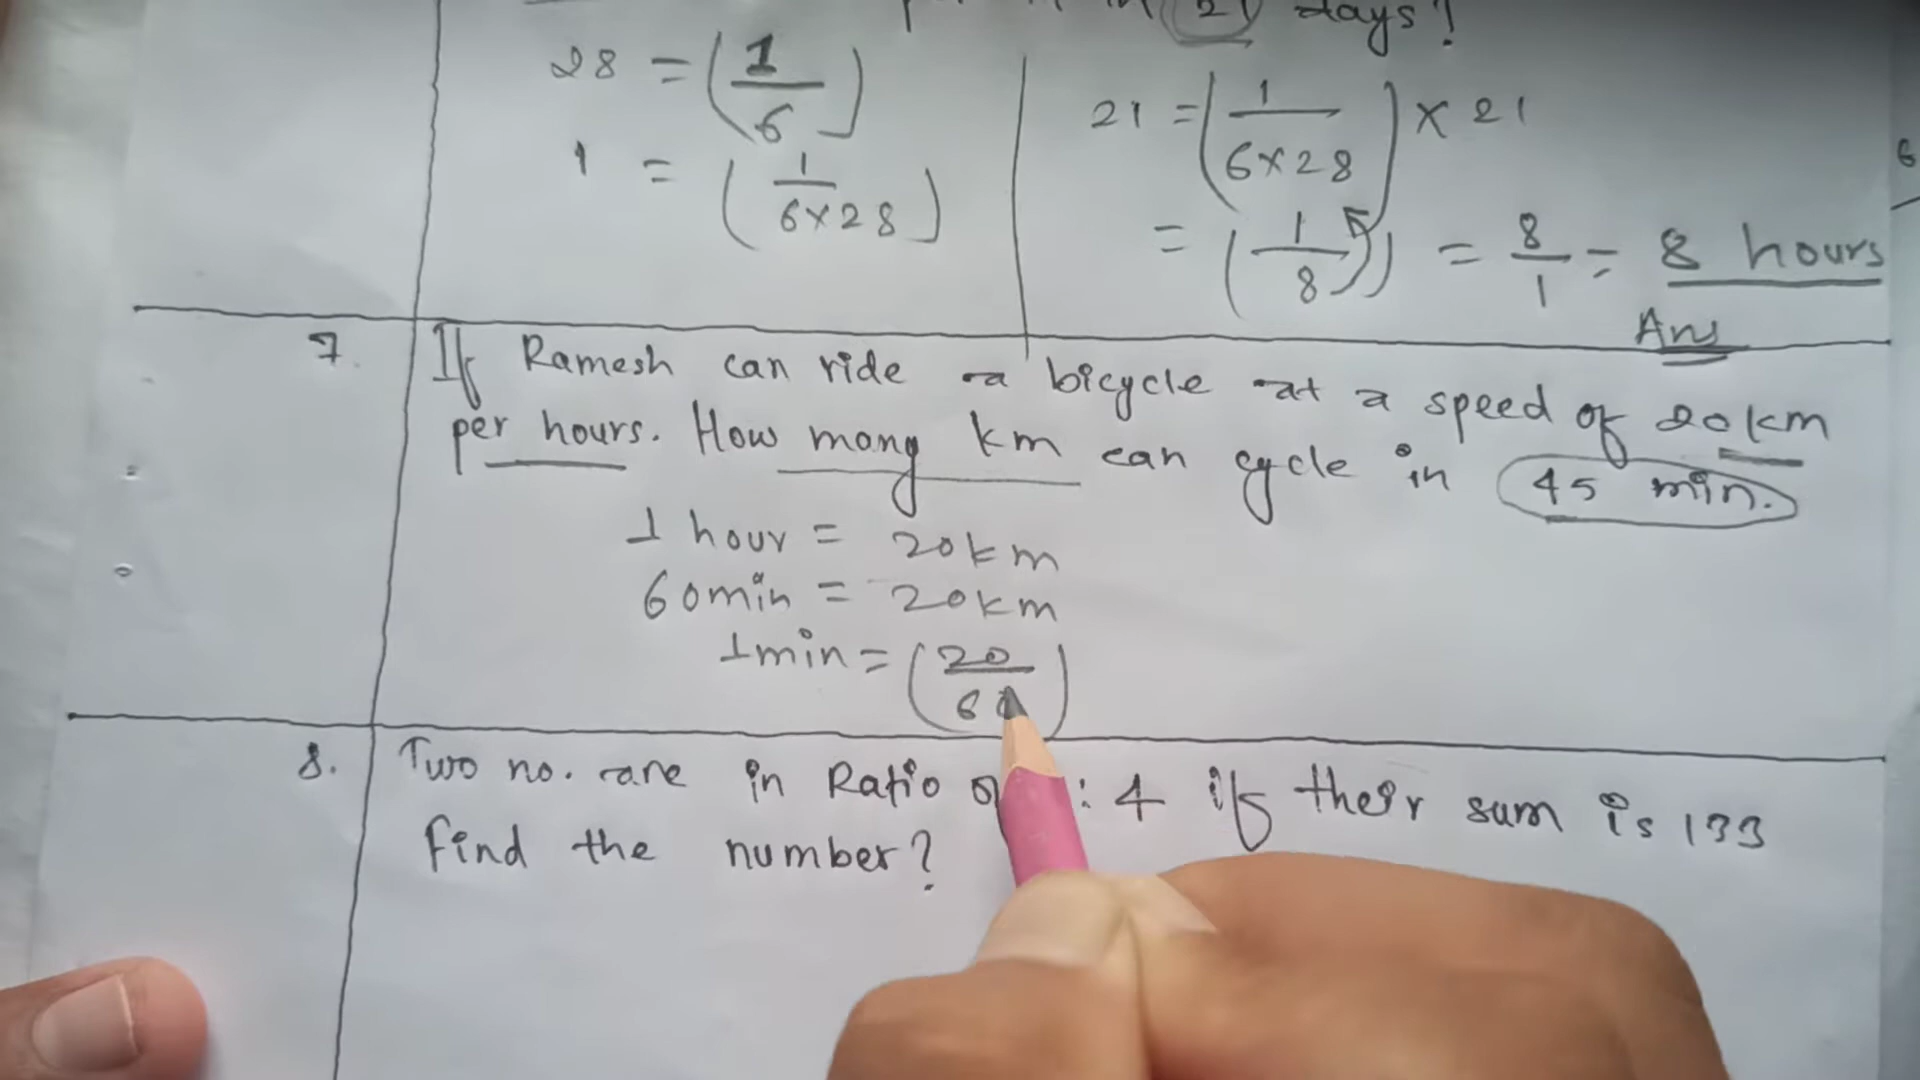 21 days?
28 = (1/6)
1 = (1/6×28)
21 = (1/6×28) × 21
= (1/8) = 8/1 = 8 hours
Ans
7. If Ramesh can ride a bicycle at a speed of 20km
per hours. How many km can cycle in 45 min.
1 hour = 20km
60min = 20km
1min = (20/60)
8. Two no. are in Ratio : 4 if their sum is 133
find the number?
6